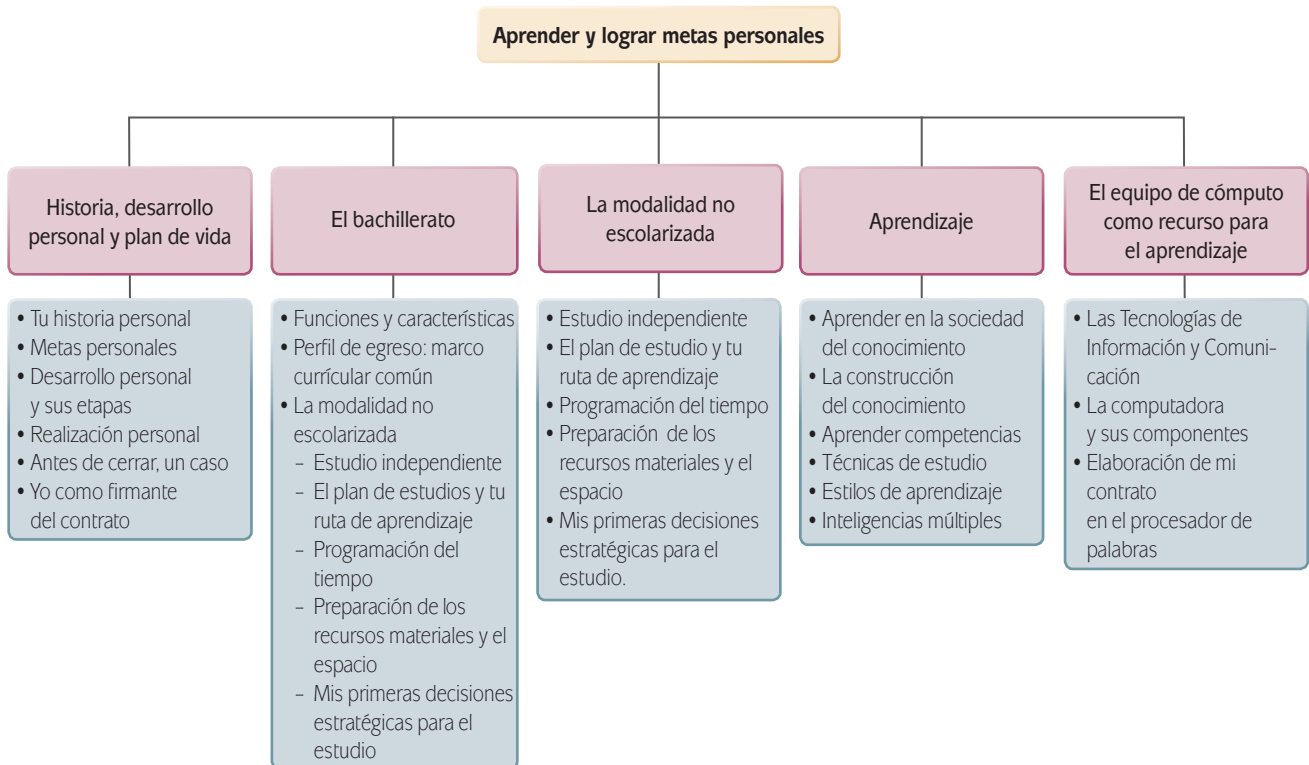 Aprender y lograr metas personales
Historia, desarrollo
personal y plan de vida
• Tu historia personal
• Metas personales
• Desarrollo personal
y sus etapas
• Realización personal
• Antes de cerrar, un caso
• Yo como firmante
del contrato
El bachillerato
• Funciones y características
• Perfil de egreso: marco
currícular común
• La modalidad no
escolarizada
– Estudio independiente
– El plan de estudios y tu
ruta de aprendizaje
– Programación del
tiempo
– Preparación de los
recursos materiales y el
espacio
– Mis primeras decisiones
estratégicas para el
estudio
La modalidad no
escolarizada
• Estudio independiente
• El plan de estudio y tu
ruta de aprendizaje
• Programación del tiempo
• Preparación de los
recursos materiales y el
espacio
• Mis primeras decisiones
estratégicas para el
estudio.
Aprendizaje
• Aprender en la sociedad
del conocimiento
• La construcción
del conocimiento
• Aprender competencias
• Técnicas de estudio
• Estilos de aprendizaje
• Inteligencias múltiples
El equipo de cómputo
como recurso para
el aprendizaje
• Las Tecnologías de
Información y Comuni-
cación
• La computadora
y sus componentes
• Elaboración de mi
contrato
en el procesador de
palabras